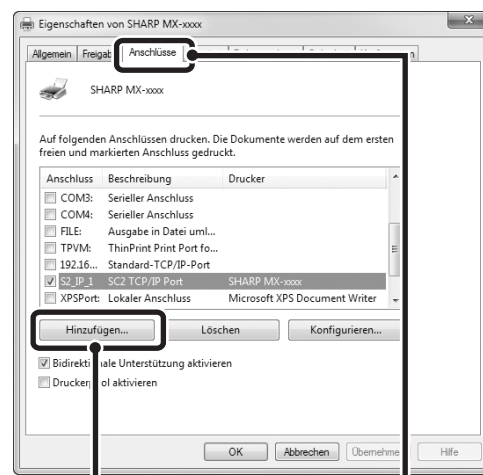 Eigenschaften von SHARP MX-xxxx
Allgemein Anschlüsse
SHARP MX-xxxx
Auf folgenden Anschlüssen drucken. Die Dokumente werden auf dem ersten
freien und markierten Anschluss gedruckt.
Anschluss Beschreibung Drucker
COM3: Serieller Anschluss
COM4: Serieller Anschluss
FILE: Ausgabe in Datei uml...
TPVM: ThinPrint Print Port fo...
192.16... Standard-TCP/IP-Port
S2_IP_1 SC2 TCP/IP Port SHARP MX-xxxx
XPSPort: Lokaler Anschluss Microsoft XPS Document Writer
Hinzufügen... Löschen Konfigurieren...
Unterstützung aktivieren
aktivieren
OK Abbrechen Hilfe